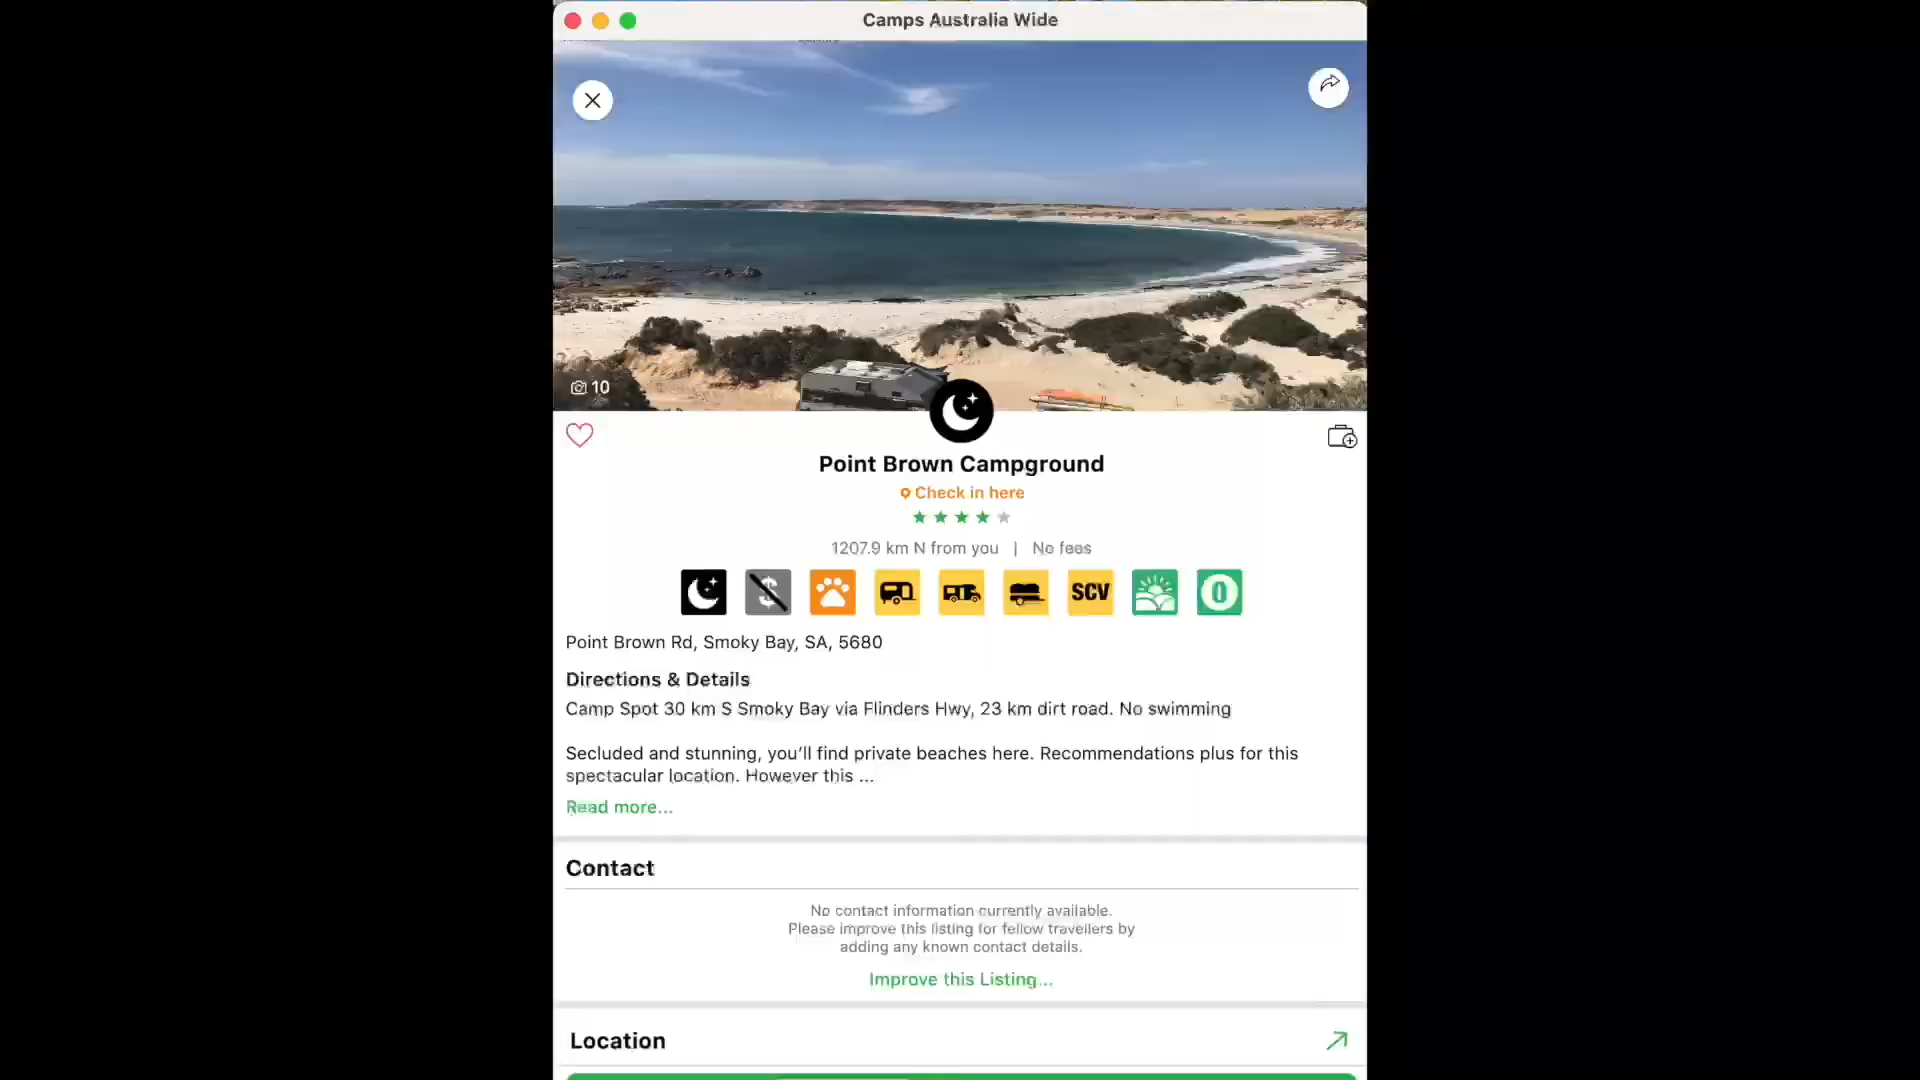 Camps Australia Wide
10
Point Brown Campground
Check in here
1207.9 km N from you | No fees
SCV
0
Point Brown Rd, Smoky Bay, SA, 5680
Directions & Details
Camp Spot 30 km S Smoky Bay via Flinders Hwy, 23 km dirt road. No swimming
Secluded and stunning, you’ll find private beaches here. Recommendations plus for this
spectacular location. However this ...
Read more...
Contact
No contact information currently available.
Please improve this listing for fellow travellers by
adding any known contact details.
Improve this Listing...
Location